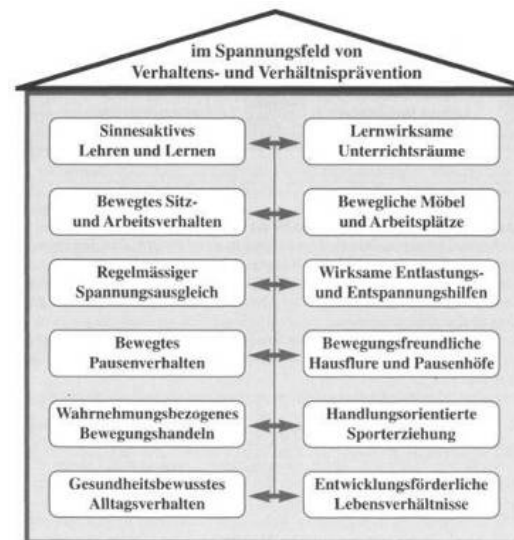 im Spannungsfeld von
Verhaltens- und Verhältnisprävention
Sinnesaktives
Lehren und Lernen
Lernwirksame
Unterrichtsräume
Bewegtes Sitz-
und Arbeitsverhalten
Bewegliche Möbel
und Arbeitsplätze
Regelmässiger
Spannungsausgleich
Wirksame Entlastungs-
und Entspannungshilfen
Bewegtes
Pausenverhalten
Bewegungsfreundliche
Hausflure und Pausenhöfe
Wahrnehmungsbezogenes
Bewegungshandeln
Handlungsorientierte
Sporterziehung
Gesundheitsbewusstes
Alltagsverhalten
Entwicklungsförderliche
Lebensverhältnisse